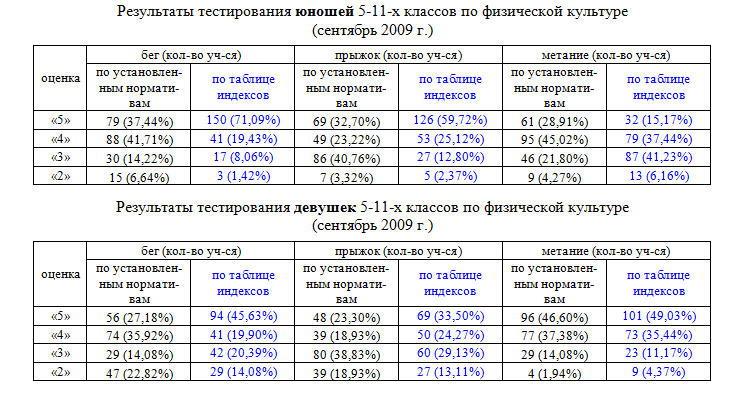 Результаты тестирования юношей 5-11-х классов по физической культуре
(сентябрь 2009 г.)
оценка
бег (кол-во уч-ся) прыжок (кол-во уч-ся) метание (кол-во уч-ся)
по установлен- по таблице по установлен- по таблице по установлен- по таблице
ным нормати- индексов ным нормати- индексов ным нормати- индексов
вам вам вам
«5» 79 (37,44%) 150 (71,09%) 69 (32,70%) 126 (59,72%) 61 (28,91%) 32 (15,17%)
«4» 88 (41,71%) 41 (19,43%) 49 (23,22%) 53 (25,12%) 95 (45,02%) 79 (37,44%)
«3» 30 (14,22%) 17 (8,06%) 86 (40,76%) 27 (12,80%) 46 (21,80%) 87 (41,23%)
«2» 15 (6,64%) 3 (1,42%) 7 (3,32%) 5 (2,37%) 9 (4,27%) 13 (6,16%)
Результаты тестирования девушек 5-11-х классов по физической культуре
(сентябрь 2009 г.)
оценка
бег (кол-во уч-ся) прыжок (кол-во уч-ся) метание (кол-во уч-ся)
по установлен- по таблице по установлен- по таблице по установлен- по таблице
ным нормати- индексов ным нормати- индексов ным нормати- индексов
вам вам вам
«5» 56 (27,18%) 94 (45,63%) 48 (23,30%) 69 (33,50%) 96 (46,60%) 101 (49,03%)
«4» 74 (35,92%) 41 (19,90%) 39 (18,93%) 50 (24,27%) 77 (37,38%) 73 (35,44%)
«3» 29 (14,08%) 42 (20,39%) 80 (38,83%) 60 (29,13%) 29 (14,08%) 23 (11,17%)
«2» 47 (22,82%) 29 (14,08%) 39 (18,93%) 27 (13,11%) 4 (1,94%) 9 (4,37%)